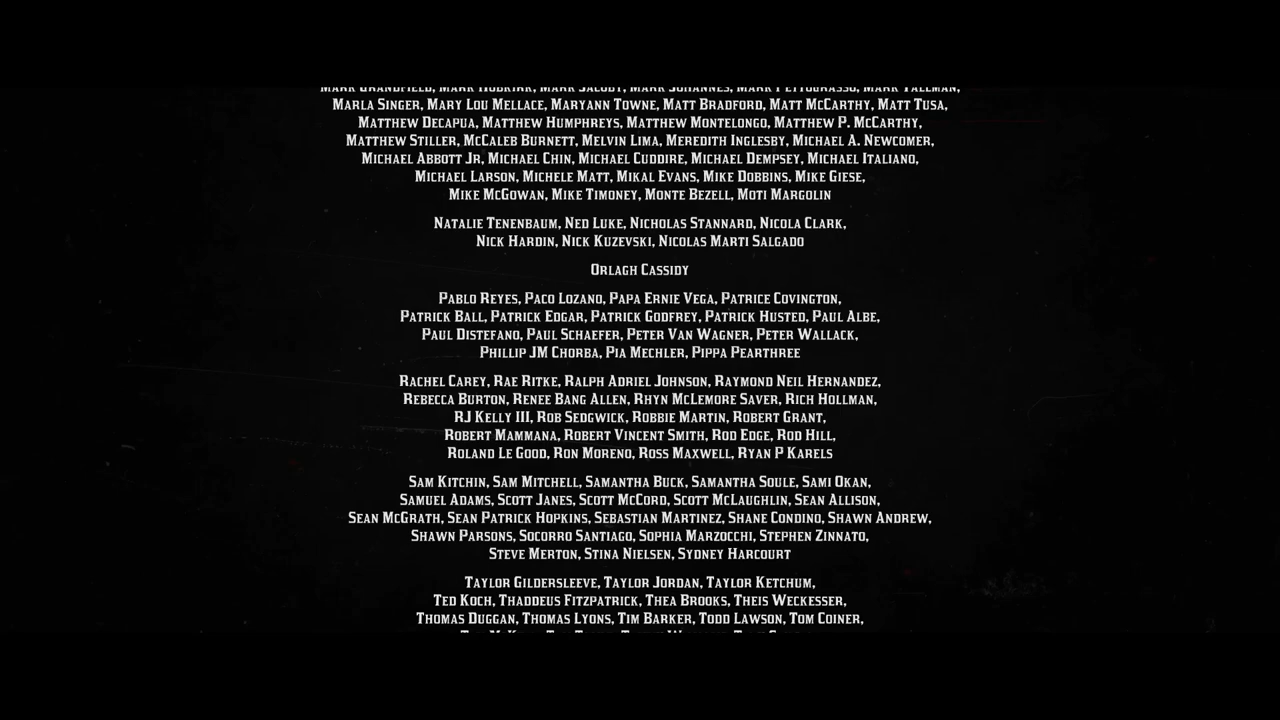 Mark Grandfield, Mark Hobkirk, Mark Jacoby, Mark Johannes, Mark Pettograsso, Mark Tallman,
Marla Singer, Mary Lou Mellace, Maryann Towne, Matt Bradford, Matt McCarthy, Matt Tusa,
Matthew Decapua, Matthew Humphreys, Matthew Montelongo, Matthew P. McCarthy,
Matthew Stiller, McCaleb Burnett, Melvin Lima, Meredith Inglesby, Michael A. Newcomer,
Michael Abbott Jr, Michael Chin, Michael Cuddire, Michael Dempsey, Michael Italiano,
Michael Larson, Michele Matt, Mikal Evans, Mike Dobbins, Mike Giese,
Mike McGowan, Mike Timoney, Monte Bezell, Moti Margolin
Natalie Tenenbaum, Ned Luke, Nicholas Stannard, Nicola Clark,
Nick Hardin, Nick Kuzevski, Nicolas Marti Salgado
Orlagh Cassidy
Pablo Reyes, Paco Lozano, Papa Ernie Vega, Patrice Covington,
Patrick Ball, Patrick Edgar, Patrick Godfrey, Patrick Husted, Paul Albe,
Paul Distefano, Paul Schaefer, Peter Van Wagner, Peter Wallack,
Phillip JM Chorba, Pia Mechler, Pippa Pearthree
Rachel Carey, Rae Ritke, Ralph Adriel Johnson, Raymond Neil Hernandez,
Rebecca Burton, Renee Bang Allen, Rhyn McLemore Saver, Rich Hollman,
RJ Kelly III, Rob Sedgwick, Robbie Martin, Robert Grant,
Robert Mammana, Robert Vincent Smith, Rod Edge, Rod Hill,
Roland Le Good, Ron Moreno, Ross Maxwell, Ryan P Karels
Sam Kitchin, Sam Mitchell, Samantha Buck, Samantha Soule, Sami Okan,
Samuel Adams, Scott Janes, Scott McCord, Scott McLaughlin, Sean Allison,
Sean McGrath, Sean Patrick Hopkins, Sebastian Martinez, Shane Condino, Shawn Andrew,
Shawn Parsons, Socorro Santiago, Sophia Marzocchi, Stephen Zinnato,
Steve Merton, Stina Nielsen, Sydney Harcourt
Taylor Gildersleeve, Taylor Jordan, Taylor Ketchum,
Ted Koch, Thaddeus Fitzpatrick, Thea Brooks, Theis Weckesser,
Thomas Duggan, Thomas Lyons, Tim Barker, Todd Lawson, Tom Coiner,